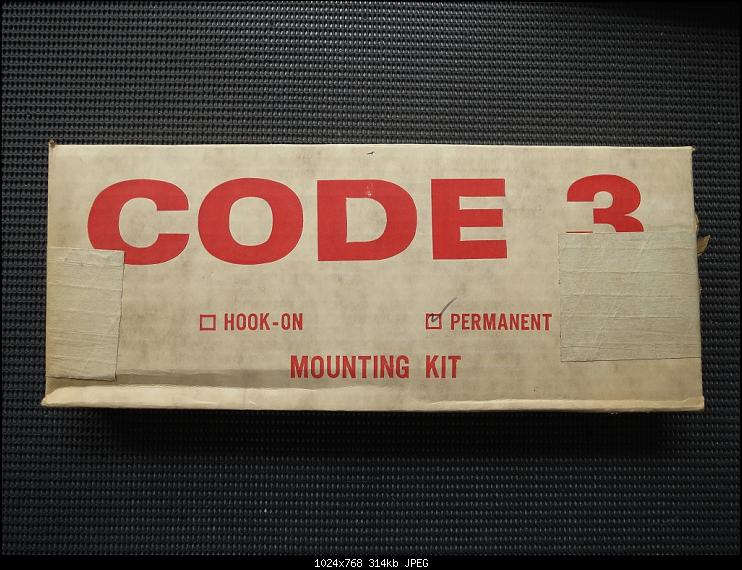 CODE 3
HOOK-ON PERMANENT
MOUNTING KIT
1024x768 314kb JPEG